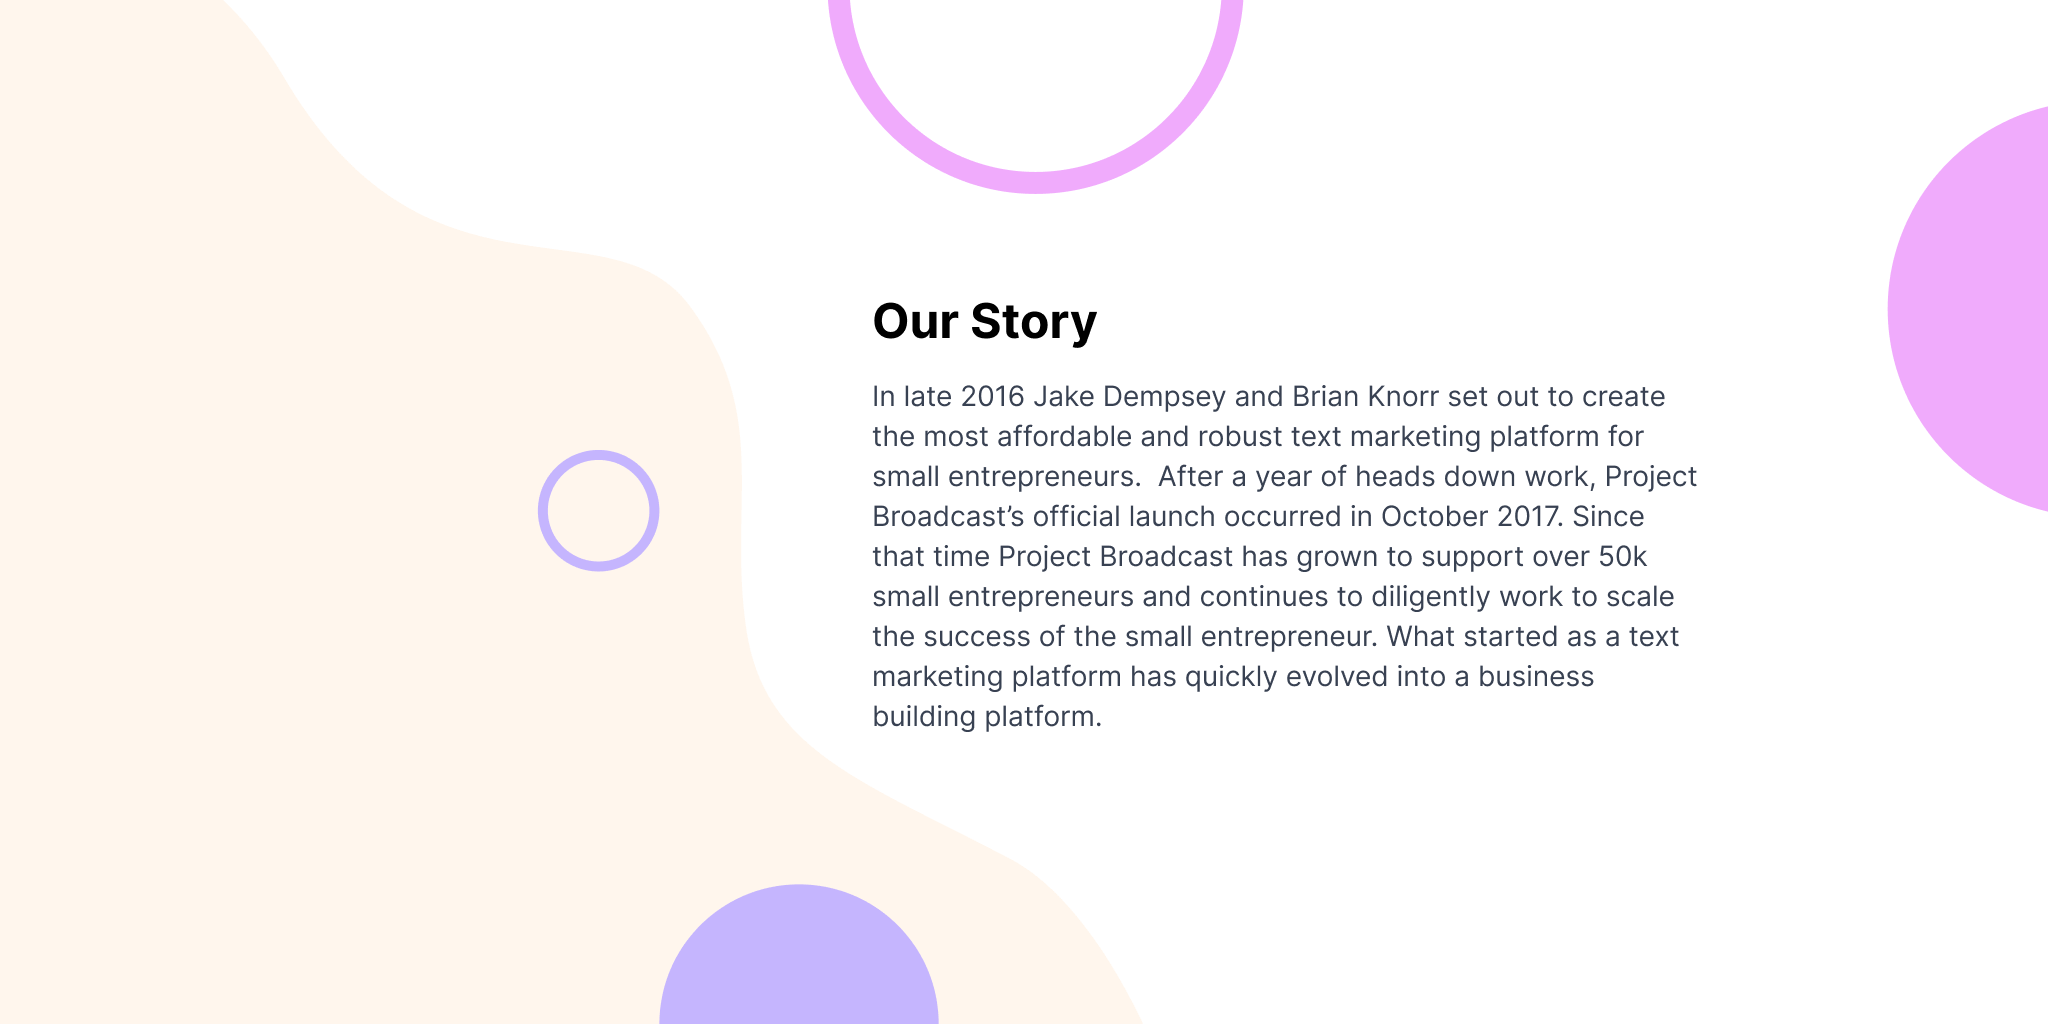 Our Story
In late 2016 Jake Dempsey and Brian Knorr set out to create
the most affordable and robust text marketing platform for
small entrepreneurs.  After a year of heads down work, Project
Broadcast’s official launch occurred in October 2017. Since
that time Project Broadcast has grown to support over 50k
small entrepreneurs and continues to diligently work to scale
the success of the small entrepreneur. What started as a text
marketing platform has quickly evolved into a business
building platform.